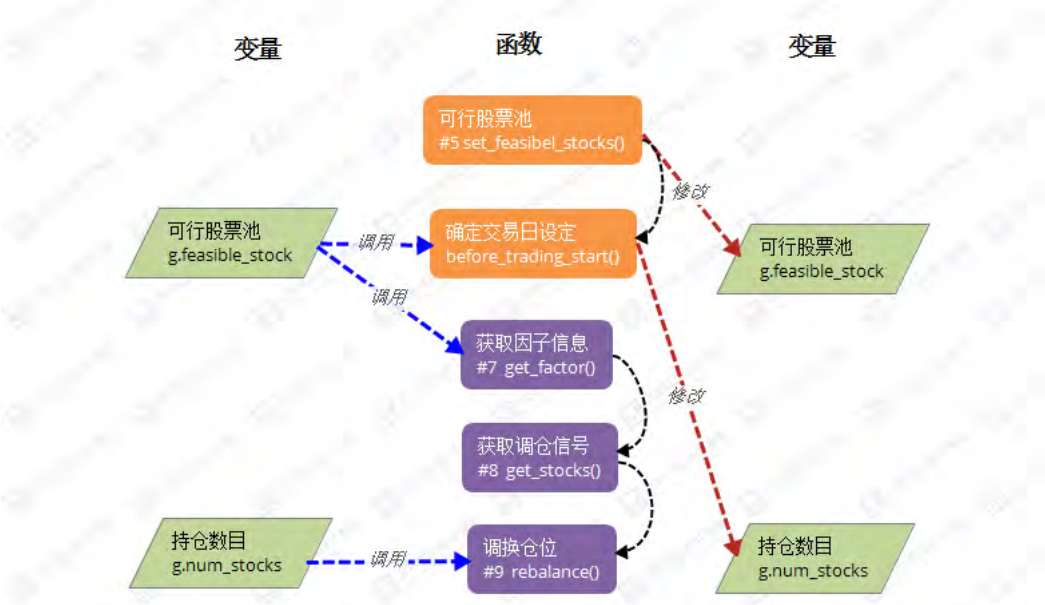 变量
函数
变量
可行股票池
#5 set_feasibel_stocks()
修改
可行股票池
g.feasible_stock
调用
确定交易日设定
before_trading_start()
可行股票池
g.feasible_stock
调用
获取因子信息
#7 get_factor()
修改
获取调仓信号
#8 get_stocks()
持仓数目
g.num_stocks
调用
调换仓位
#9 rebalance()
持仓数目
g.num_stocks